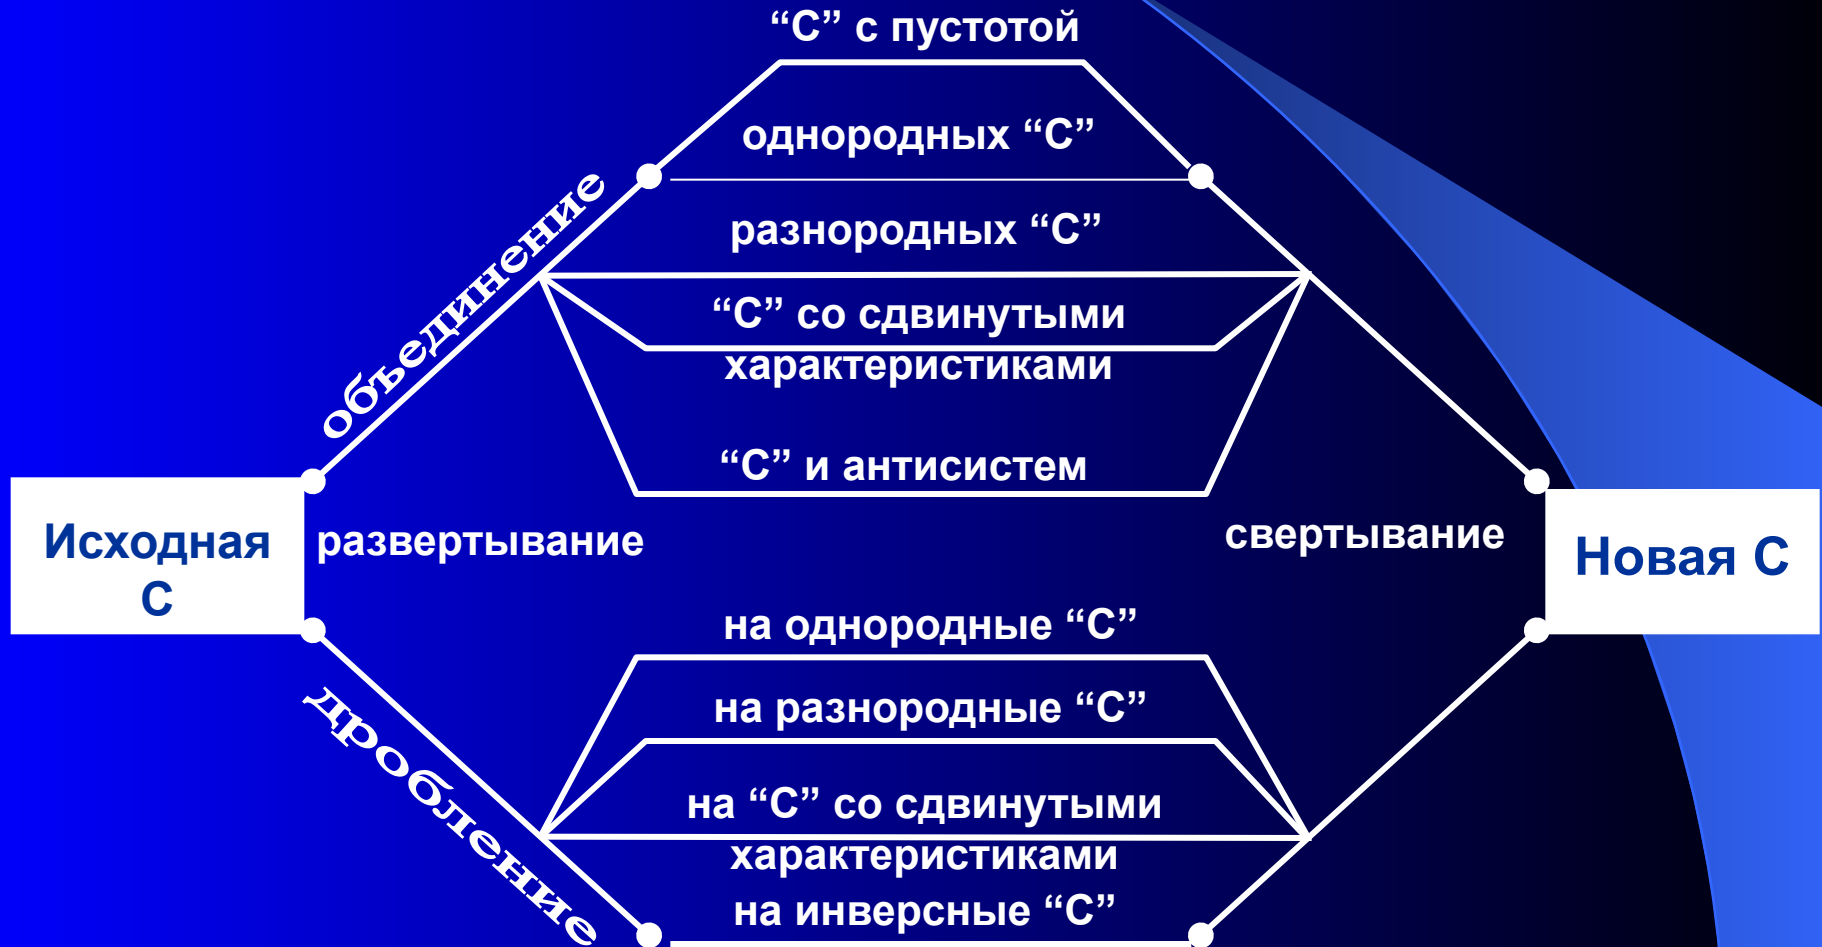 “С” с пустотой
однородных “С”
объединение
разнородных “С”
“С” со сдвинутыми
характеристиками
“С” и антисистем
Исходная
С
развертывание
свертывание
Новая С
на однородные “С”
дробление
на разнородные “С”
на “С” со сдвинутыми
характеристиками
на инверсные “С”